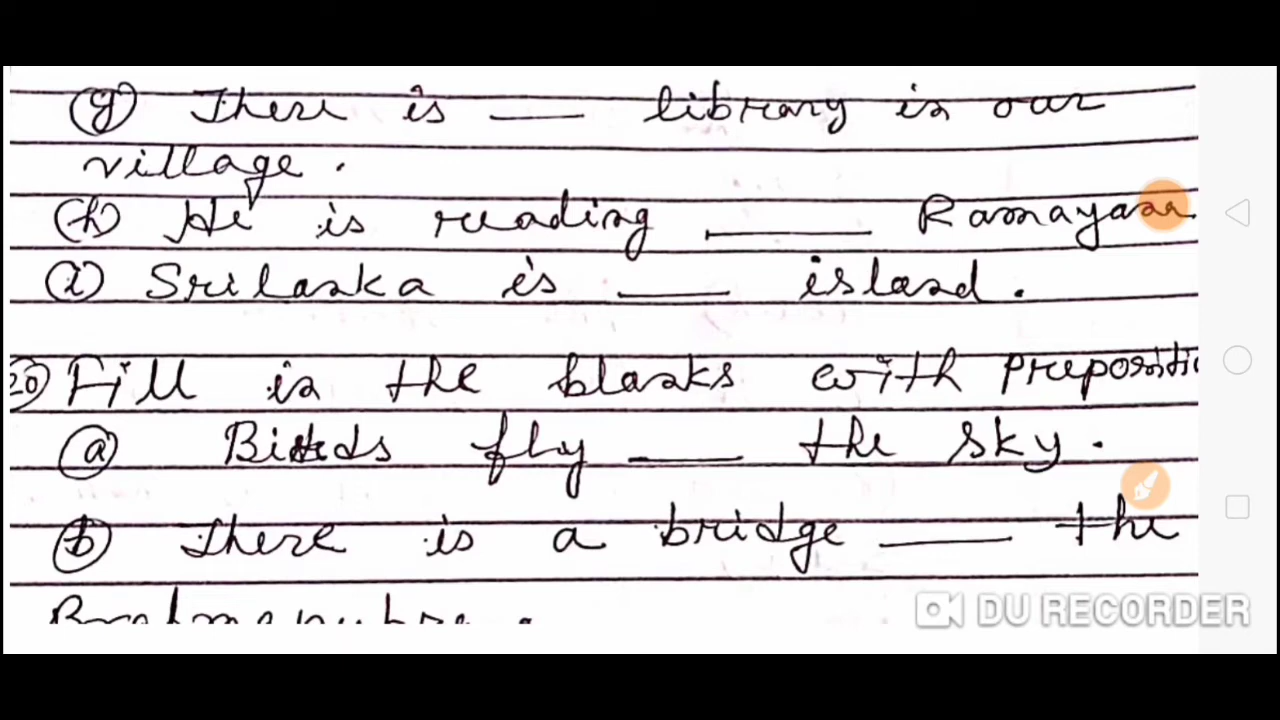 (g) There is ___ library in our
village.
(h) He is reading ___ Ramayana
(i) Srilanka is ___ island.
20) Fill in the blanks with prepositio
(a) Birds fly ___ the sky.
(b) There is a bridge ___ the
DU RECORDER